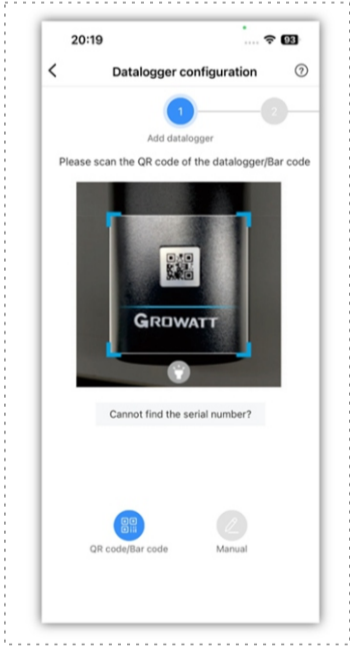 20:19
93
Datalogger configuration
1
2
Add datalogger
Please scan the QR code of the datalogger/Bar code
GROWATT
Cannot find the serial number?
QR code/Bar code
Manual